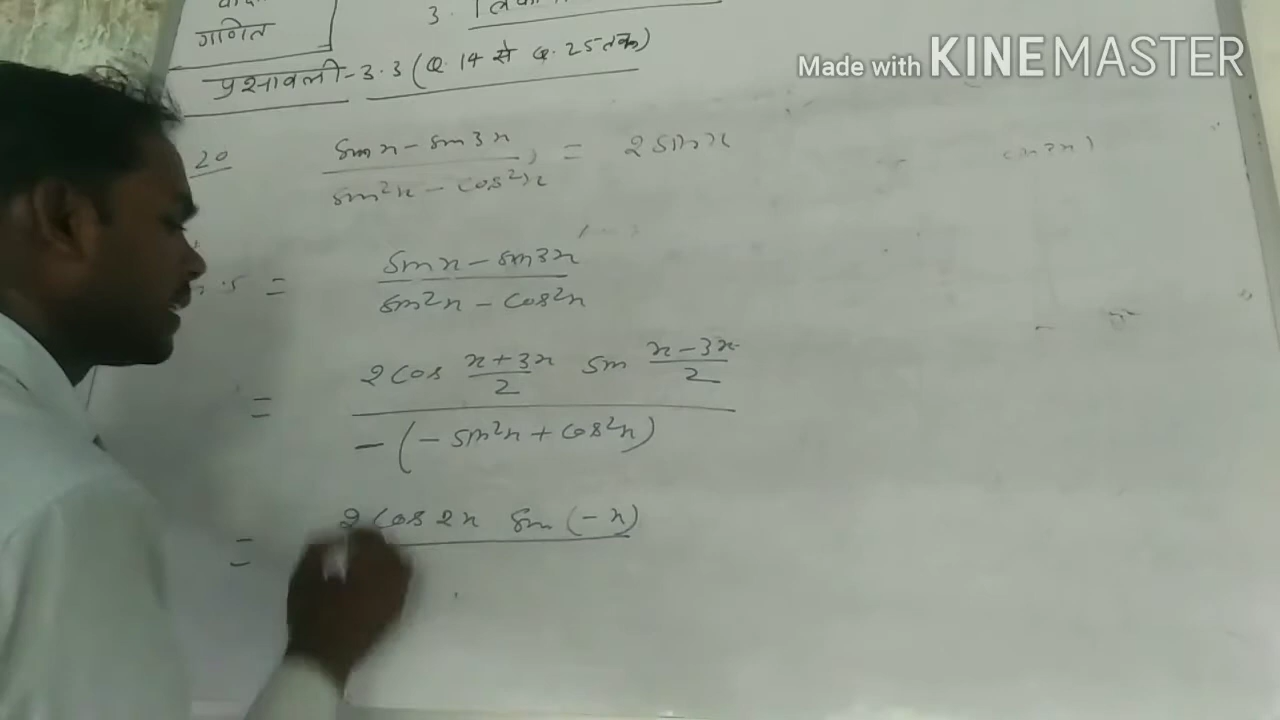 गणित
3.
प्रश्नावली-3.3 (Q.14 से Q.25 तक)
Made with KINEMASTER
20 (sin x - sin 3x)/(sin²x - cos²x) = 2 sin x
= (sin x - sin 3x)/(sin²x - cos²x)
= (2 cos (x+3x)/2 sin (x-3x)/2)/(-(-sin²x + cos²x))
= 2 cos 2x sin (-x)